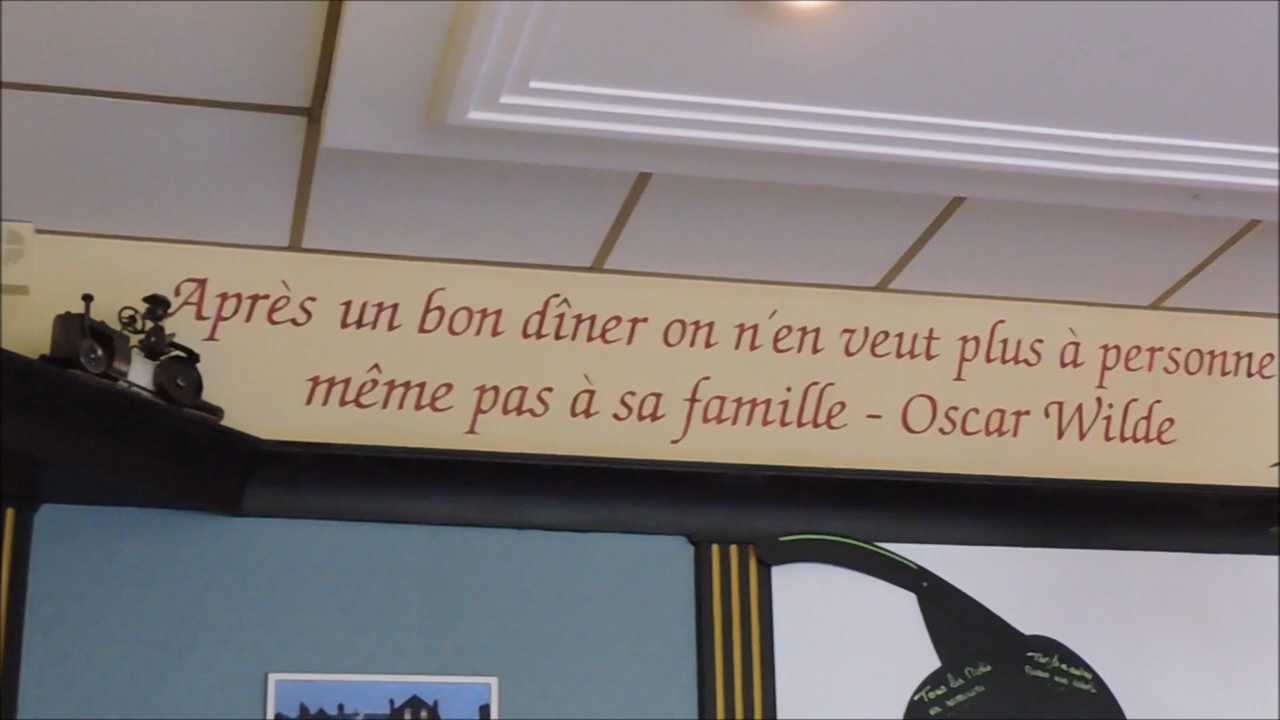 Après un bon dîner on n'en veut plus à personne
même pas à sa famille - Oscar Wilde